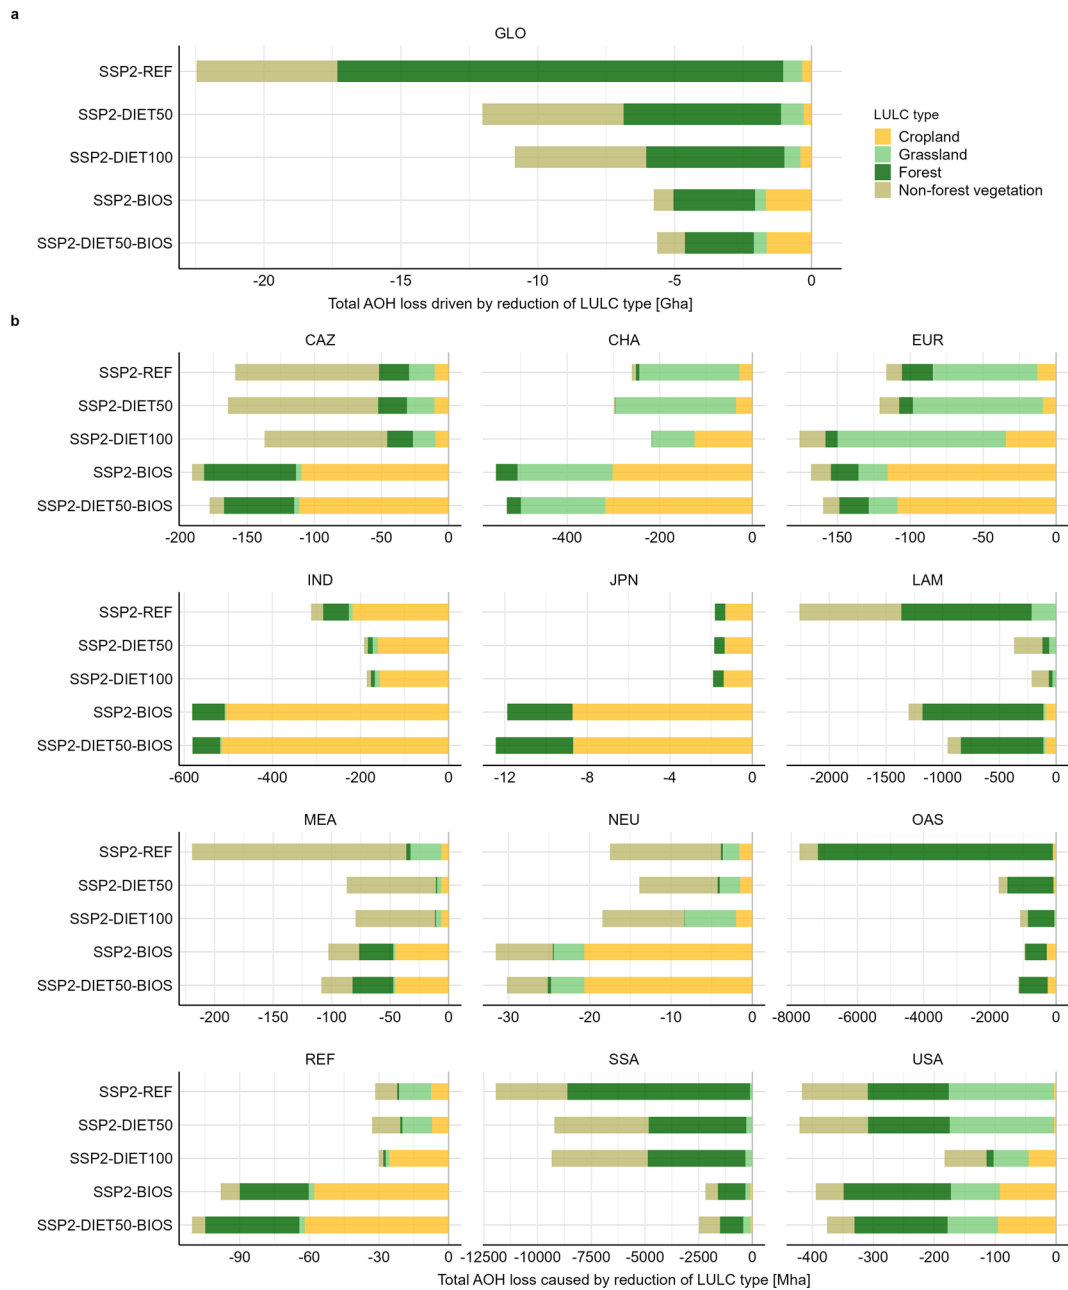 a
GLO
SSP2-REF
SSP2-DIET50
SSP2-DIET100
SSP2-BIOS
SSP2-DIET50-BIOS
-20 -15 -10 -5 0
Total AOH loss driven by reduction of LULC type [Gha]
LULC type
Cropland
Grassland
Forest
Non-forest vegetation
b
CAZ CHA EUR
SSP2-REF
SSP2-DIET50
SSP2-DIET100
SSP2-BIOS
SSP2-DIET50-BIOS
-200 -150 -100 -50 0 -400 -200 0 -150 -100 -50 0
IND JPN LAM
SSP2-REF
SSP2-DIET50
SSP2-DIET100
SSP2-BIOS
SSP2-DIET50-BIOS
-600 -400 -200 0 -12 -8 -4 0 -2000 -1500 -1000 -500 0
MEA NEU OAS
SSP2-REF
SSP2-DIET50
SSP2-DIET100
SSP2-BIOS
SSP2-DIET50-BIOS
-200 -150 -100 -50 0 -30 -20 -10 0 -8000 -6000 -4000 -2000 0
REF SSA USA
SSP2-REF
SSP2-DIET50
SSP2-DIET100
SSP2-BIOS
SSP2-DIET50-BIOS
-90 -60 -30 0 -12500 -10000 -7500 -5000 -2500 0 -400 -300 -200 -100 0
Total AOH loss caused by reduction of LULC type [Mha]